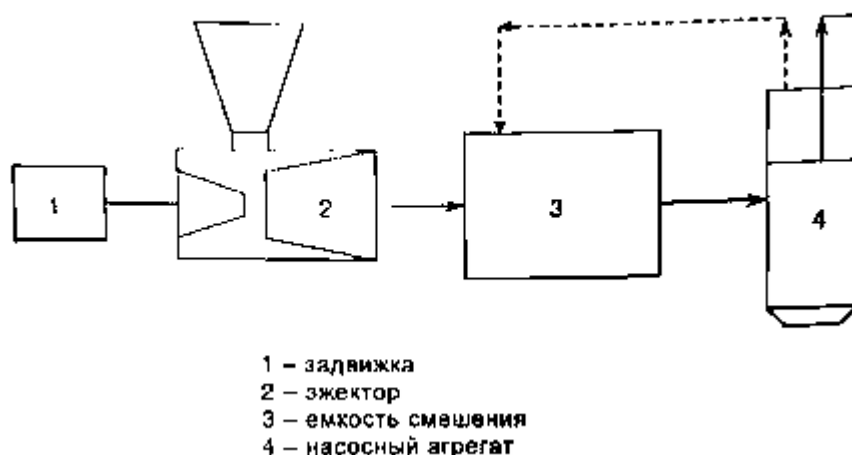 1
2
3
4
1 – задвижка
2 – эжектор
3 – емкость смешения
4 – насосный агрегат